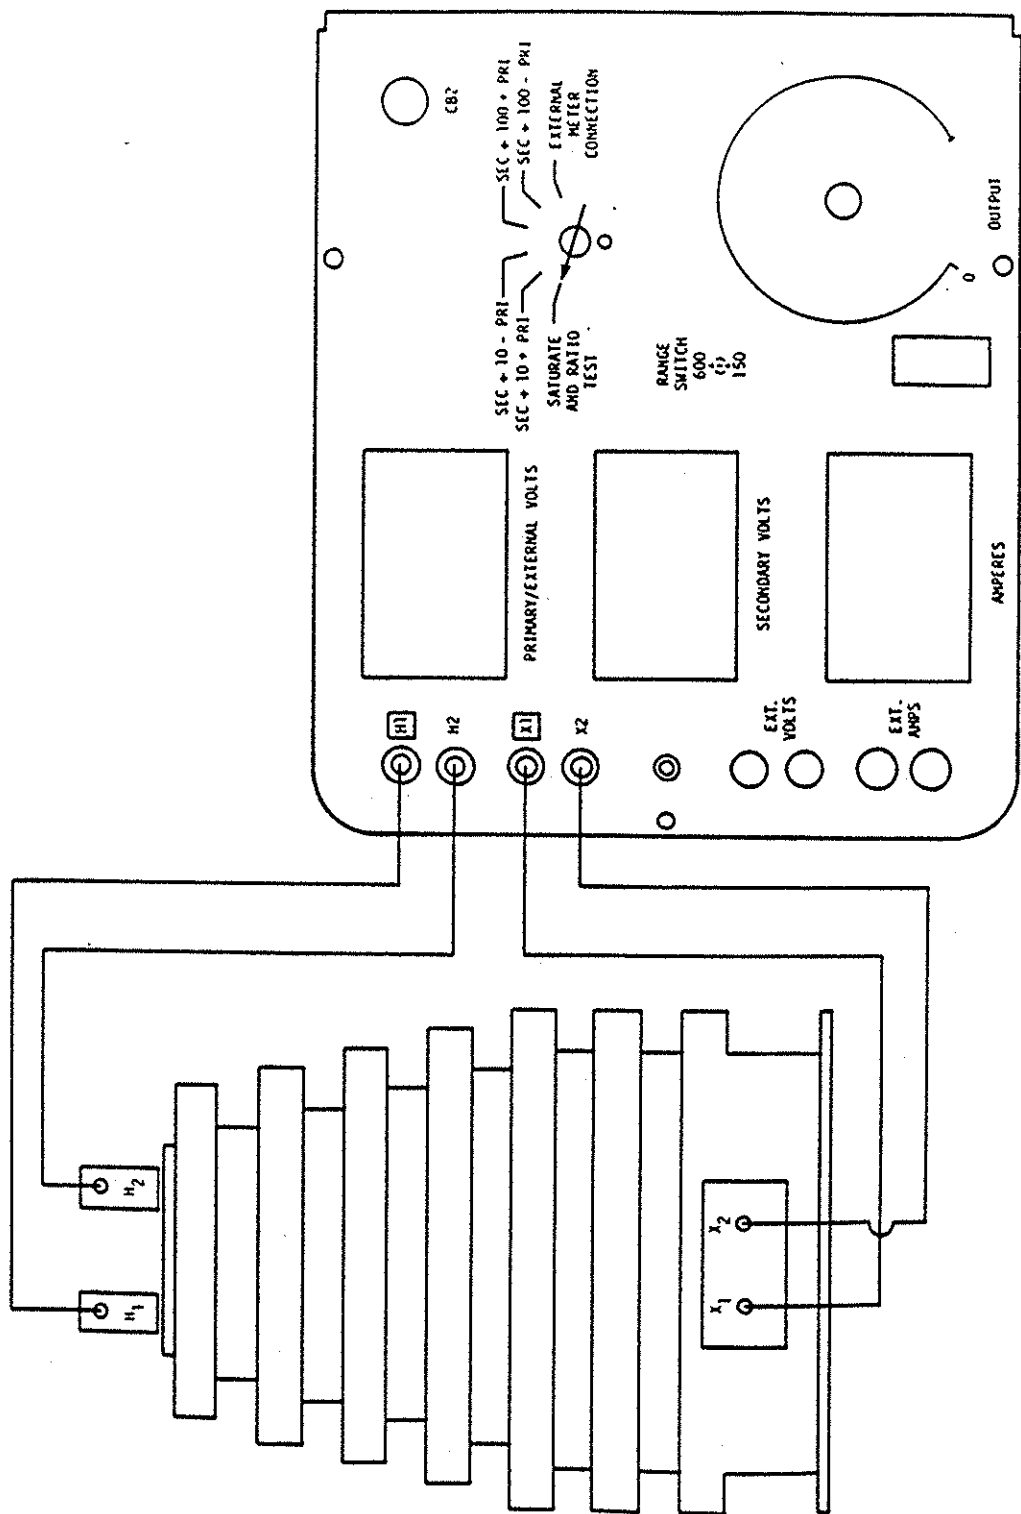 CB2
SEC ÷ 100 + PRI
SEC ÷ 100 - PRI
EXTERNAL
METER
CONNECTION
SEC ÷ 10 - PRI
SEC ÷ 10 + PRI
SATURATE
AND RATIO
TEST
RANGE
SWITCH
600
150
OUTPUT
0
PRIMARY/EXTERNAL VOLTS
SECONDARY VOLTS
AMPERES
H1
H2
X1
X2
EXT.
VOLTS
EXT.
AMPS
H2
H1
X2
X1